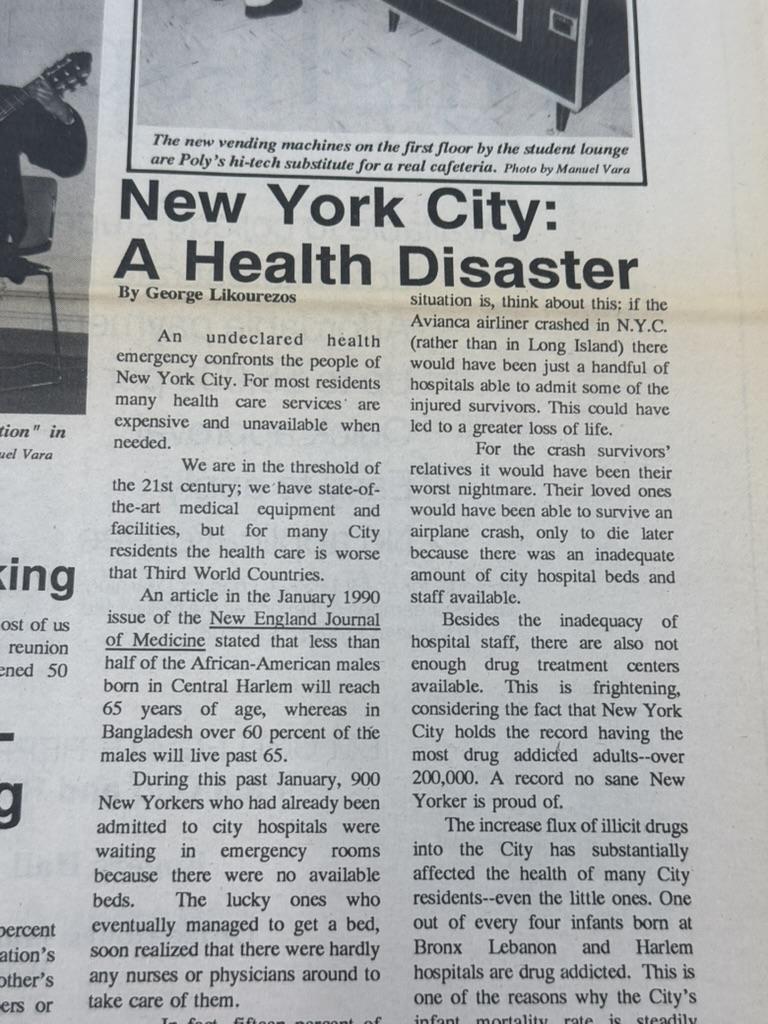 The new vending machines on the first floor by the student lounge
are Poly's hi-tech substitute for a real cafeteria. Photo by Manuel Vara
New York City:
A Health Disaster
By George Likourezos
An undeclared health
emergency confronts the people of
New York City. For most residents
many health care services are
expensive and unavailable when
needed.
We are in the threshold of
the 21st century; we have state-of-
the-art medical equipment and
facilities, but for many City
residents the health care is worse
that Third World Countries.
An article in the January 1990
issue of the New England Journal
of Medicine stated that less than
half of the African-American males
born in Central Harlem will reach
65 years of age, whereas in
Bangladesh over 60 percent of the
males will live past 65.
During this past January, 900
New Yorkers who had already been
admitted to city hospitals were
waiting in emergency rooms
because there were no available
beds. The lucky ones who
eventually managed to get a bed,
soon realized that there were hardly
any nurses or physicians around to
take care of them.
In fact, fifteen percent of
situation is, think about this: if the
Avianca airliner crashed in N.Y.C.
(rather than in Long Island) there
would have been just a handful of
hospitals able to admit some of the
injured survivors. This could have
led to a greater loss of life.
For the crash survivors'
relatives it would have been their
worst nightmare. Their loved ones
would have been able to survive an
airplane crash, only to die later
because there was an inadequate
amount of city hospital beds and
staff available.
Besides the inadequacy of
hospital staff, there are also not
enough drug treatment centers
available. This is frightening,
considering the fact that New York
City holds the record having the
most drug addicted adults--over
200,000. A record no sane New
Yorker is proud of.
The increase flux of illicit drugs
into the City has substantially
affected the health of many City
residents--even the little ones. One
out of every four infants born at
Bronx Lebanon and Harlem
hospitals are drug addicted. This is
one of the reasons why the City's
infant mortality rate is steadily
tion" in
uel Vara
king
ost of us
reunion
ened 50
-
g
percent
ation's
other's
ers or